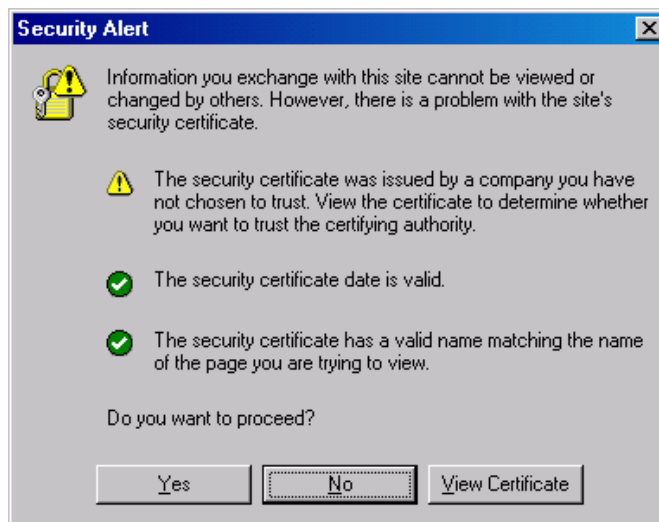 Security Alert
Information you exchange with this site cannot be viewed or
changed by others. However, there is a problem with the site's
security certificate.
The security certificate was issued by a company you have
not chosen to trust. View the certificate to determine whether
you want to trust the certifying authority.
The security certificate date is valid.
The security certificate has a valid name matching the name
of the page you are trying to view.
Do you want to proceed?
Yes No View Certificate